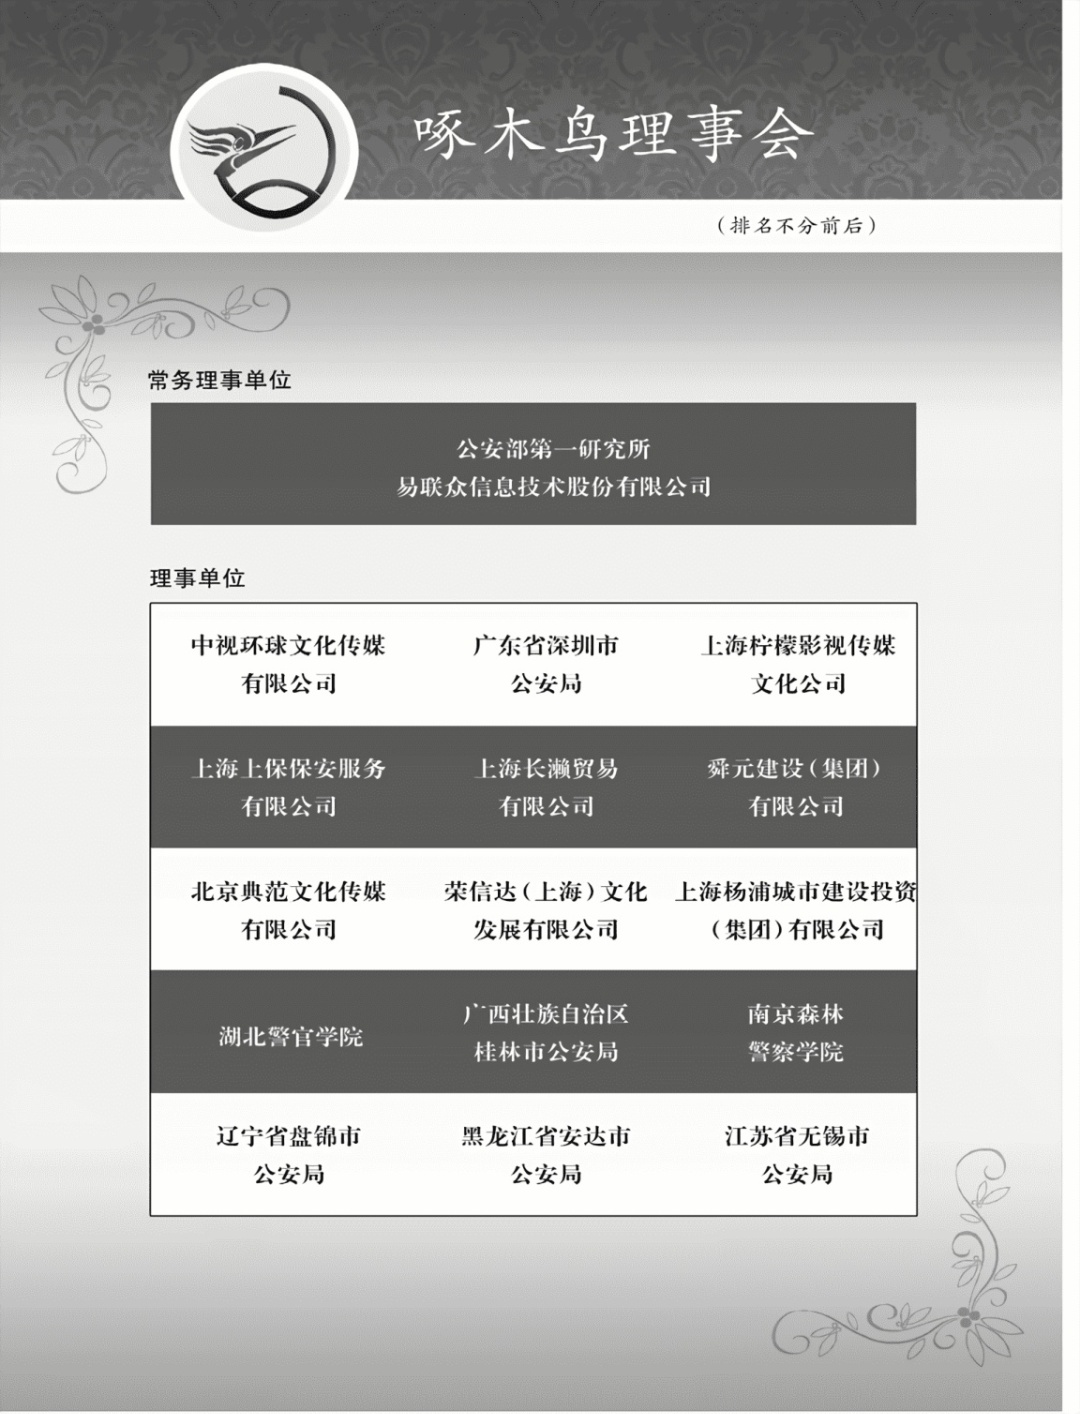 啄木鸟理事会
（排名不分前后）
常务理事单位
公安部第一研究所
易联众信息技术股份有限公司
理事单位
中视环球文化传媒
有限公司
广东省深圳市
公安局
上海柠檬影视传媒
文化公司
上海上保保安服务
有限公司
上海长濑贸易
有限公司
舜元建设（集团）
有限公司
北京典范文化传媒
有限公司
荣信达（上海）文化
发展有限公司
上海杨浦城市建设投资
（集团）有限公司
湖北警官学院
广西壮族自治区
桂林市公安局
南京森林
警察学院
辽宁省盘锦市
公安局
黑龙江省安达市
公安局
江苏省无锡市
公安局